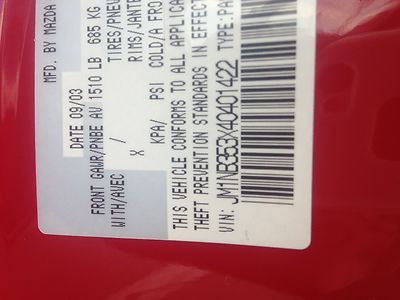 MFD. BY MAZDA
DATE 09/03
FRONT GAWR/PNBE AV 1510 LB 685 KG
WITH/AVEC / TIRES/PNEU
X RIMS/JANTE
KPA/ PSI COLD/A FRO
THIS VEHICLE CONFORMS TO ALL APPLICA
THEFT PREVENTION STANDARDS IN EFFECT
VIN: JM1NB353X40401422 TYPE:PA